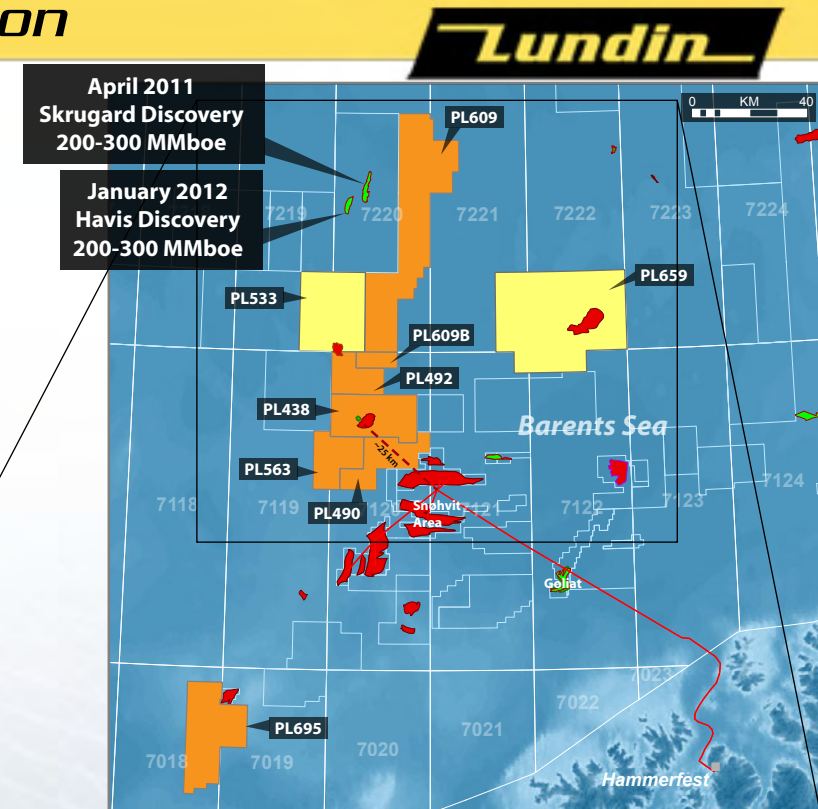 on
Lundin
April 2011
Skrugard Discovery
200-300 MMboe
January 2012
Havis Discovery
200-300 MMboe
0 KM 40
PL609
7219
7220
7221
7222
7223
7224
PL533
PL659
PL609B
PL492
PL438
Barents Sea
~25 km
PL563
PL490
7118
7119
Snøhvit
Area
7122
7123
7124
Goliat
7023
7022
7021
7020
7019
7018
PL695
Hammerfest